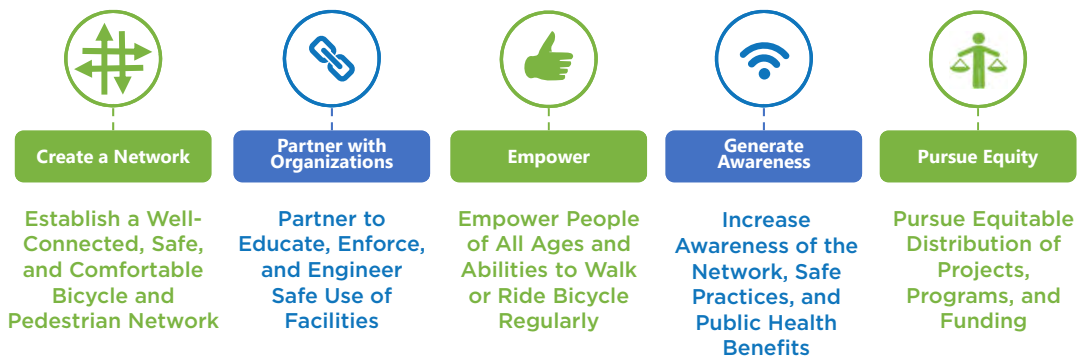 Create a Network
Partner with
Organizations
Empower
Generate
Awareness
Pursue Equity
Establish a Well-
Connected, Safe,
and Comfortable
Bicycle and
Pedestrian Network
Partner to
Educate, Enforce,
and Engineer
Safe Use of
Facilities
Empower People
of All Ages and
Abilities to Walk
or Ride Bicycle
Regularly
Increase
Awareness of the
Network, Safe
Practices, and
Public Health
Benefits
Pursue Equitable
Distribution of
Projects,
Programs, and
Funding